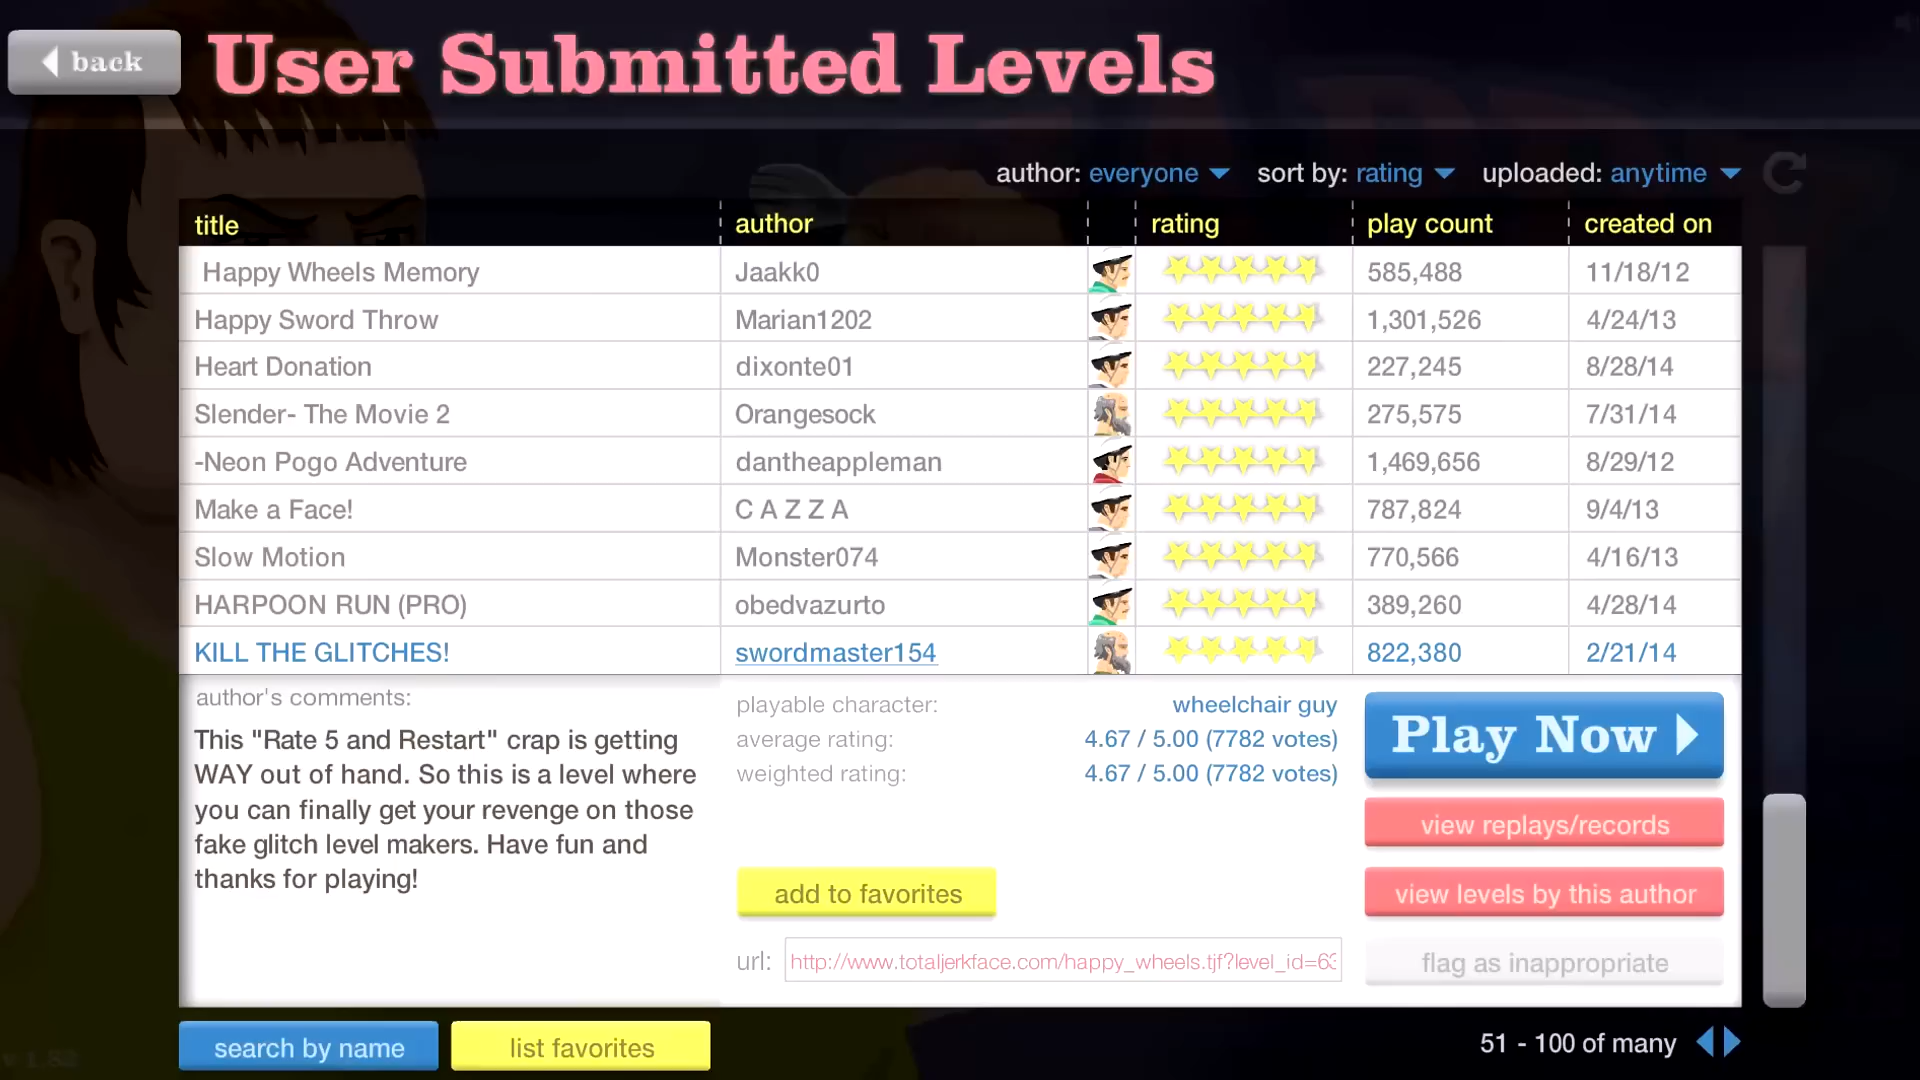 back
User Submitted Levels
author: everyone sort by: rating uploaded: anytime
title author rating play count created on
Happy Wheels Memory Jaakk0 585,488 11/18/12
Happy Sword Throw Marian1202 1,301,526 4/24/13
Heart Donation dixonte01 227,245 8/28/14
Slender- The Movie 2 Orangesock 275,575 7/31/14
-Neon Pogo Adventure dantheappleman 1,469,656 8/29/12
Make a Face! C A Z Z A 787,824 9/4/13
Slow Motion Monster074 770,566 4/16/13
HARPOON RUN (PRO) obedvazurto 389,260 4/28/14
KILL THE GLITCHES! swordmaster154 822,380 2/21/14
author's comments:
This "Rate 5 and Restart" crap is getting
WAY out of hand. So this is a level where
you can finally get your revenge on those
fake glitch level makers. Have fun and
thanks for playing!
playable character: wheelchair guy
average rating: 4.67 / 5.00 (7782 votes)
weighted rating: 4.67 / 5.00 (7782 votes)
add to favorites
url: http://www.totaljerkface.com/happy_wheels.tjf?level_id=63
Play Now
view replays/records
view levels by this author
flag as inappropriate
search by name
list favorites
51 - 100 of many